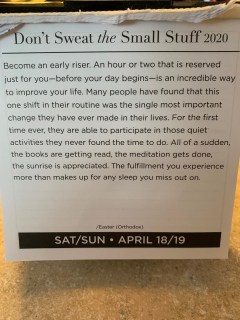 Don't Sweat the Small Stuff 2020
Become an early riser. An hour or two that is reserved
just for you—before your day begins—is an incredible way
to improve your life. Many people have found that this
one shift in their routine was the single most important
change they have ever made in their lives. For the first
time ever, they are able to participate in those quiet
activities they never found the time to do. All of a sudden,
the books are getting read, the meditation gets done,
the sunrise is appreciated. The fulfillment you experience
more than makes up for any sleep you miss out on.
/Easter (Orthodox)
SAT/SUN • APRIL 18/19